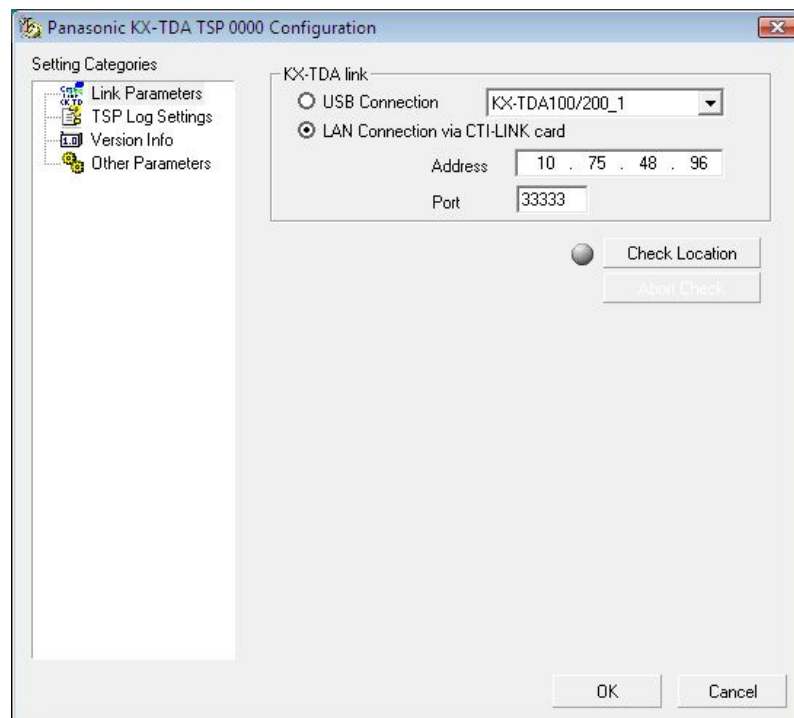 Panasonic KX-TDA TSP 0000 Configuration
Setting Categories
Link Parameters
TSP Log Settings
Version Info
Other Parameters
KX-TDA link
USB Connection KX-TDA100/200_1
LAN Connection via CTI-LINK card
Address 10 . 75 . 48 . 96
Port 33333
Check Location
Abort Check
OK Cancel